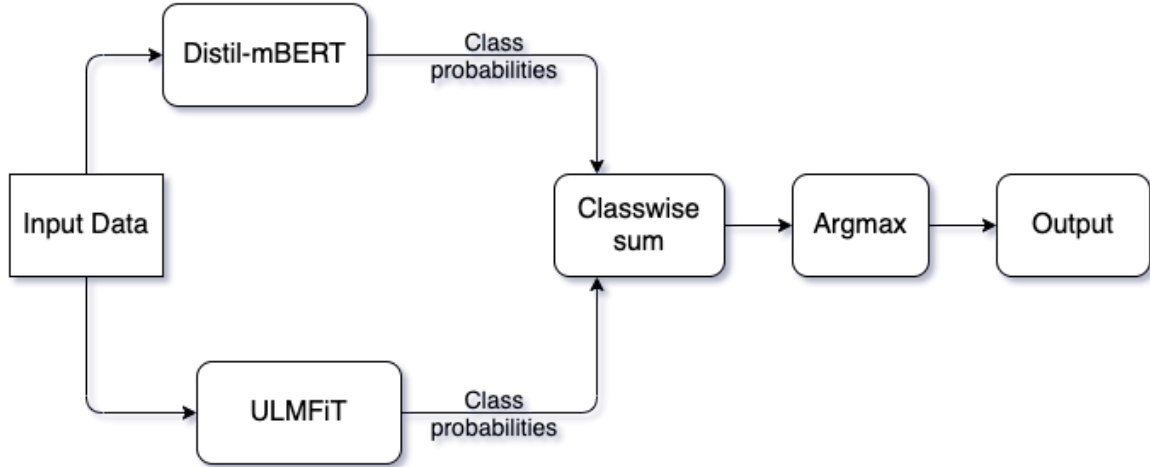 Distil-mBERT
Class
probabilities
Input Data
Classwise
sum
Argmax
Output
ULMFiT
Class
probabilities